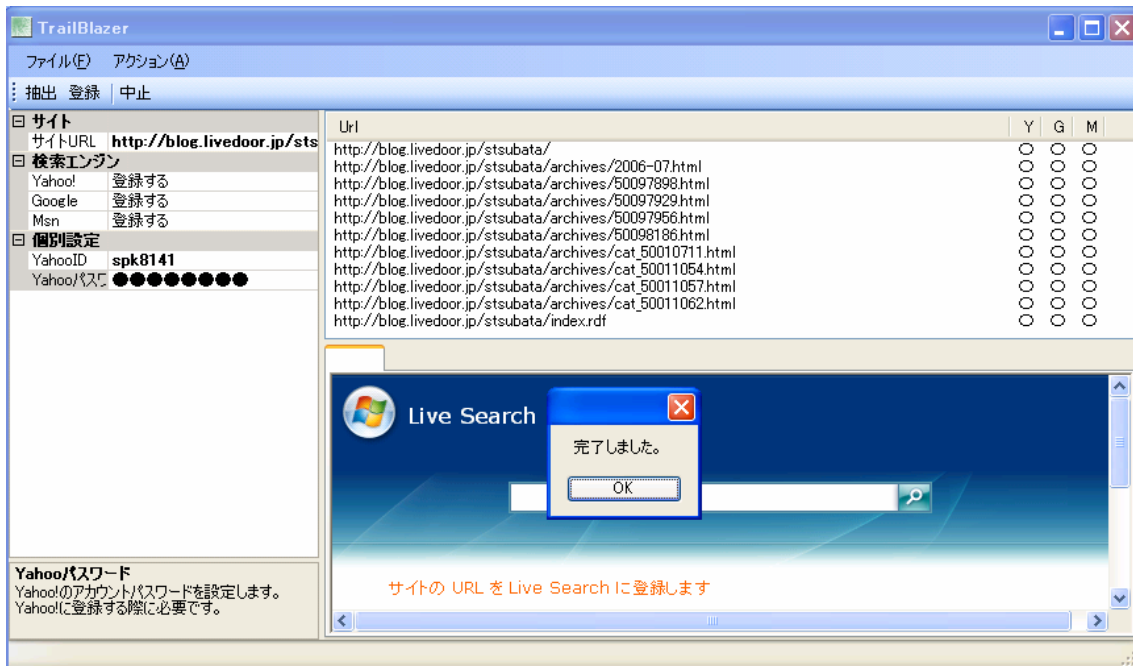 TrailBlazer
ファイル(F) アクション(A)
抽出 登録 中止
サイト
サイトURL http://blog.livedoor.jp/sts
検索エンジン
Yahoo! 登録する
Google 登録する
Msn 登録する
個別設定
YahooID spk8141
Yahooパスワ ●●●●●●●●
Yahooパスワード
Yahoo!のアカウントパスワードを設定します。
Yahoo!に登録する際に必要です。
Url Y G M
http://blog.livedoor.jp/stsubata/ ○ ○ ○
http://blog.livedoor.jp/stsubata/archives/2006-07.html ○ ○ ○
http://blog.livedoor.jp/stsubata/archives/50097898.html ○ ○ ○
http://blog.livedoor.jp/stsubata/archives/50097929.html ○ ○ ○
http://blog.livedoor.jp/stsubata/archives/50097956.html ○ ○ ○
http://blog.livedoor.jp/stsubata/archives/50098186.html ○ ○ ○
http://blog.livedoor.jp/stsubata/archives/cat_50010711.html ○ ○ ○
http://blog.livedoor.jp/stsubata/archives/cat_50011054.html ○ ○ ○
http://blog.livedoor.jp/stsubata/archives/cat_50011057.html ○ ○ ○
http://blog.livedoor.jp/stsubata/archives/cat_50011062.html ○ ○ ○
http://blog.livedoor.jp/stsubata/index.rdf ○ ○ ○
Live Search
完了しました。
OK
サイトの URL を Live Search に登録します